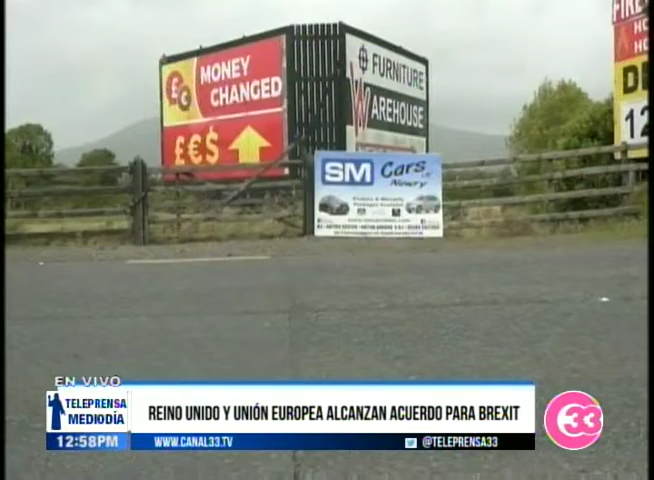 MONEY
CHANGED
£€$
FURNITURE
WAREHOUSE
FIRE
HO
HO
DE
12
SM Cars
Newry
EN VIVO
TELEPRENSA
MEDIODÍA
REINO UNIDO Y UNIÓN EUROPEA ALCANZAN ACUERDO PARA BREXIT
33
12:58PM
WWW.CANAL33.TV
@TELEPRENSA33